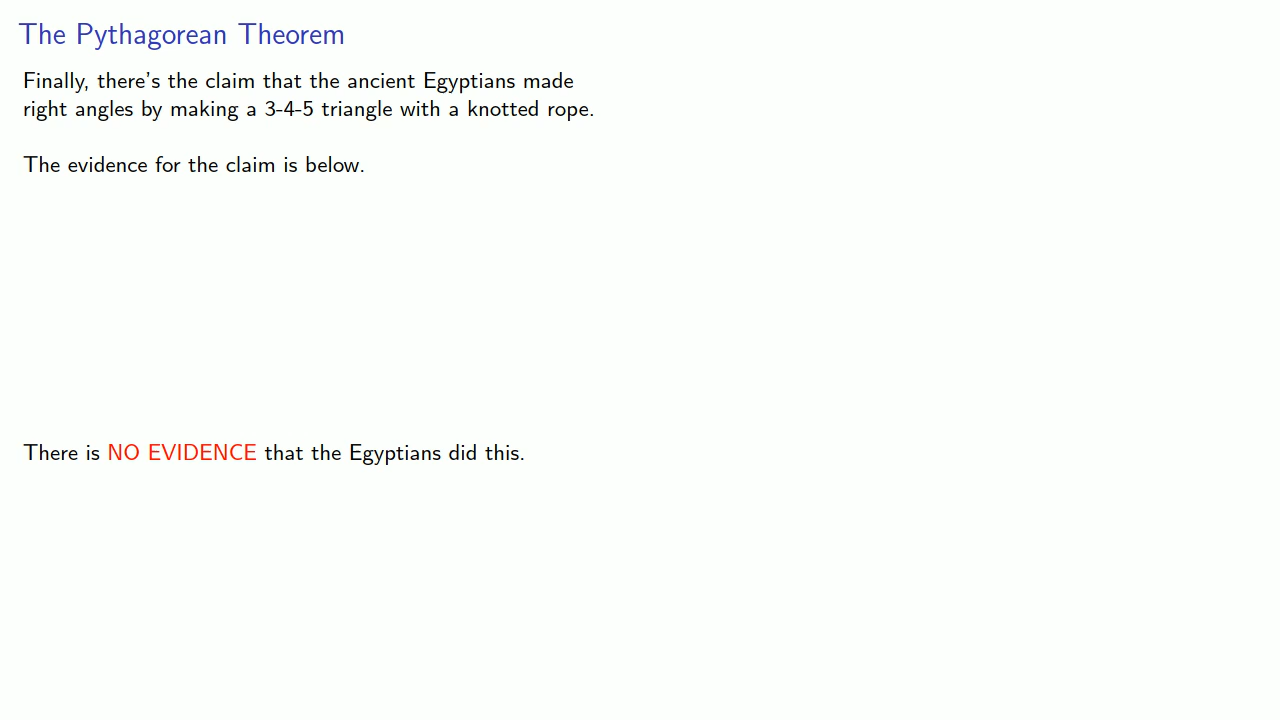 The Pythagorean Theorem
Finally, there's the claim that the ancient Egyptians made
right angles by making a 3-4-5 triangle with a knotted rope.
The evidence for the claim is below.
There is NO EVIDENCE that the Egyptians did this.